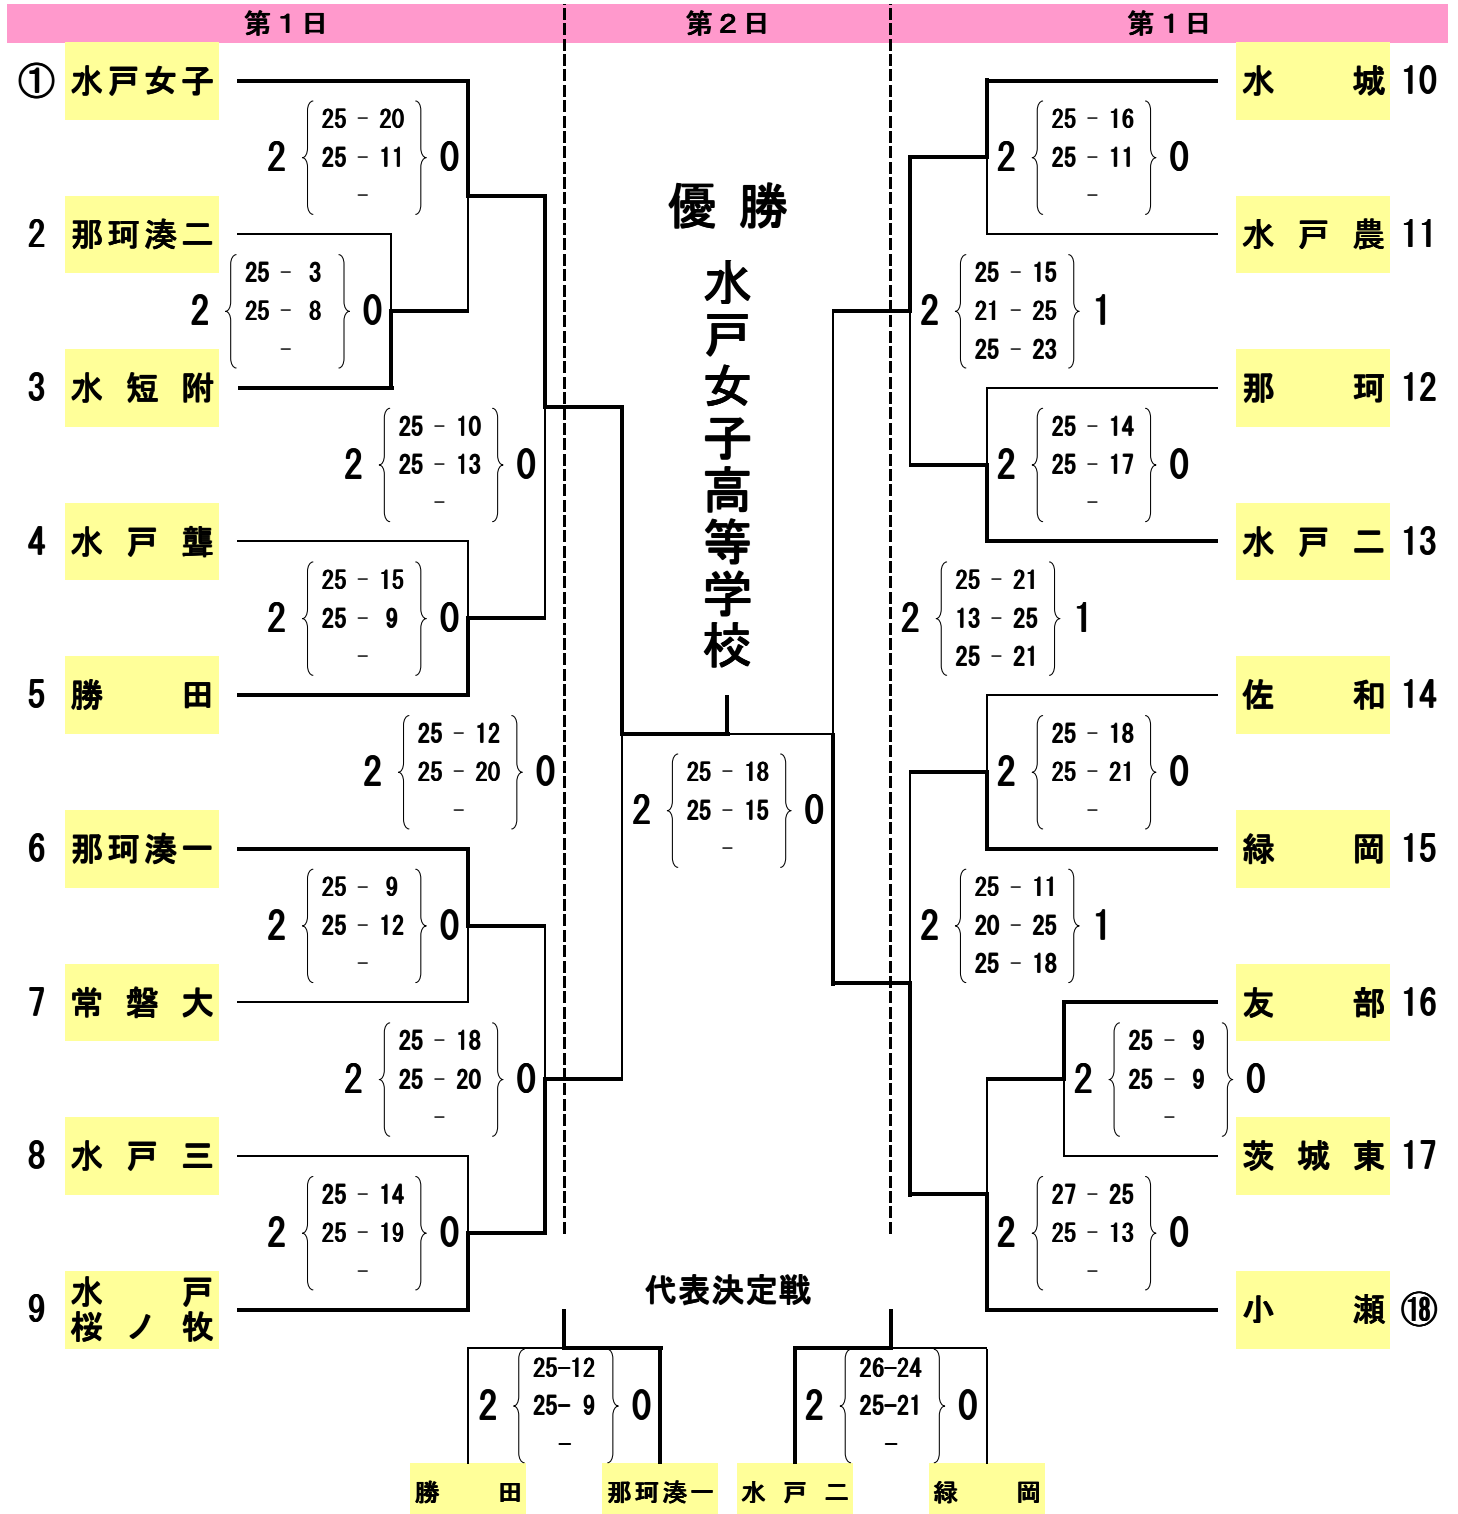 第１日 第２日 第１日
① 水戸女子
2 那珂湊二
3 水短附
4 水戸聾
5 勝田
6 那珂湊一
7 常磐大
8 水戸三
9 水戸
桜ノ牧
2 25 - 20 0
25 - 11
-
2 25 - 3 0
25 - 8
-
2 25 - 10 0
25 - 13
-
2 25 - 15 0
25 - 9
-
2 25 - 12 0
25 - 20
-
2 25 - 9 0
25 - 12
-
2 25 - 18 0
25 - 20
-
2 25 - 14 0
25 - 19
-
優勝
水戸女子高等学校
2 25 - 18 0
25 - 15
-
水城 10
水戸農 11
那珂 12
水戸二 13
佐和 14
緑岡 15
友部 16
茨城東 17
小瀬 ⑱
2 25 - 16 0
25 - 11
-
2 25 - 15 1
21 - 25
25 - 23
2 25 - 14 0
25 - 17
-
2 25 - 21 1
13 - 25
25 - 21
2 25 - 18 0
25 - 21
-
2 25 - 11 1
20 - 25
25 - 18
2 25 - 9 0
25 - 9
-
2 27 - 25 0
25 - 13
-
代表決定戦
2 25-12 0
25- 9
-
2 26-24 0
25-21
-
勝田 那珂湊一 水戸二 緑岡